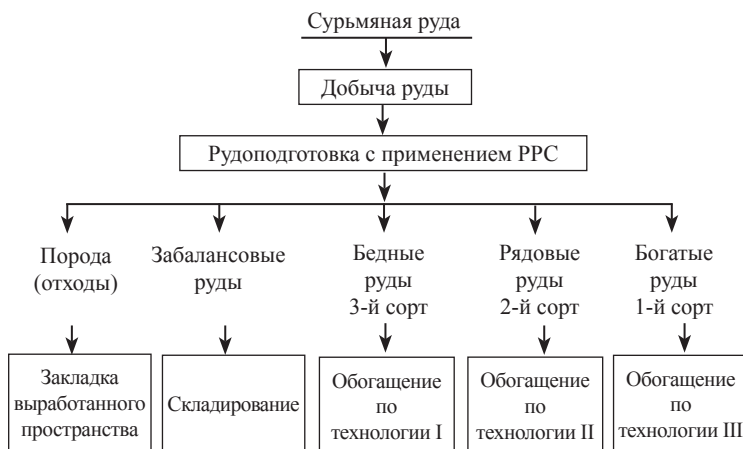 Сурьмяная руда
Добыча руды
Рудоподготовка с применением РРС
Порода
(отходы)
Забалансовые
руды
Бедные
руды
3-й сорт
Рядовые
руды
2-й сорт
Богатые
руды
1-й сорт
Закладка
выработанного
пространства
Складирование
Обогащение
по
технологии I
Обогащение
по
технологии II
Обогащение
по
технологии III